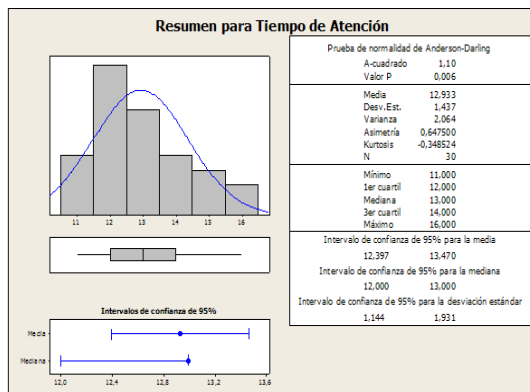 Resumen para Tiempo de Atención
11 12 13 14 15 16
Intervalos de confianza de 95%
Media
Mediana
12,0 12,4 12,8 13,2 13,6
Prueba de normalidad de Anderson-Darling
A-cuadrado 1,10
Valor P 0,006
Media 12,933
Desv.Est. 1,437
Varianza 2,064
Asimetría 0,647500
Kurtosis -0,348524
N 30
Mínimo 11,000
1er cuartil 12,000
Mediana 13,000
3er cuartil 14,000
Máximo 16,000
Intervalo de confianza de 95% para la media
12,397 13,470
Intervalo de confianza de 95% para la mediana
12,000 13,000
Intervalo de confianza de 95% para la desviación estándar
1,144 1,931